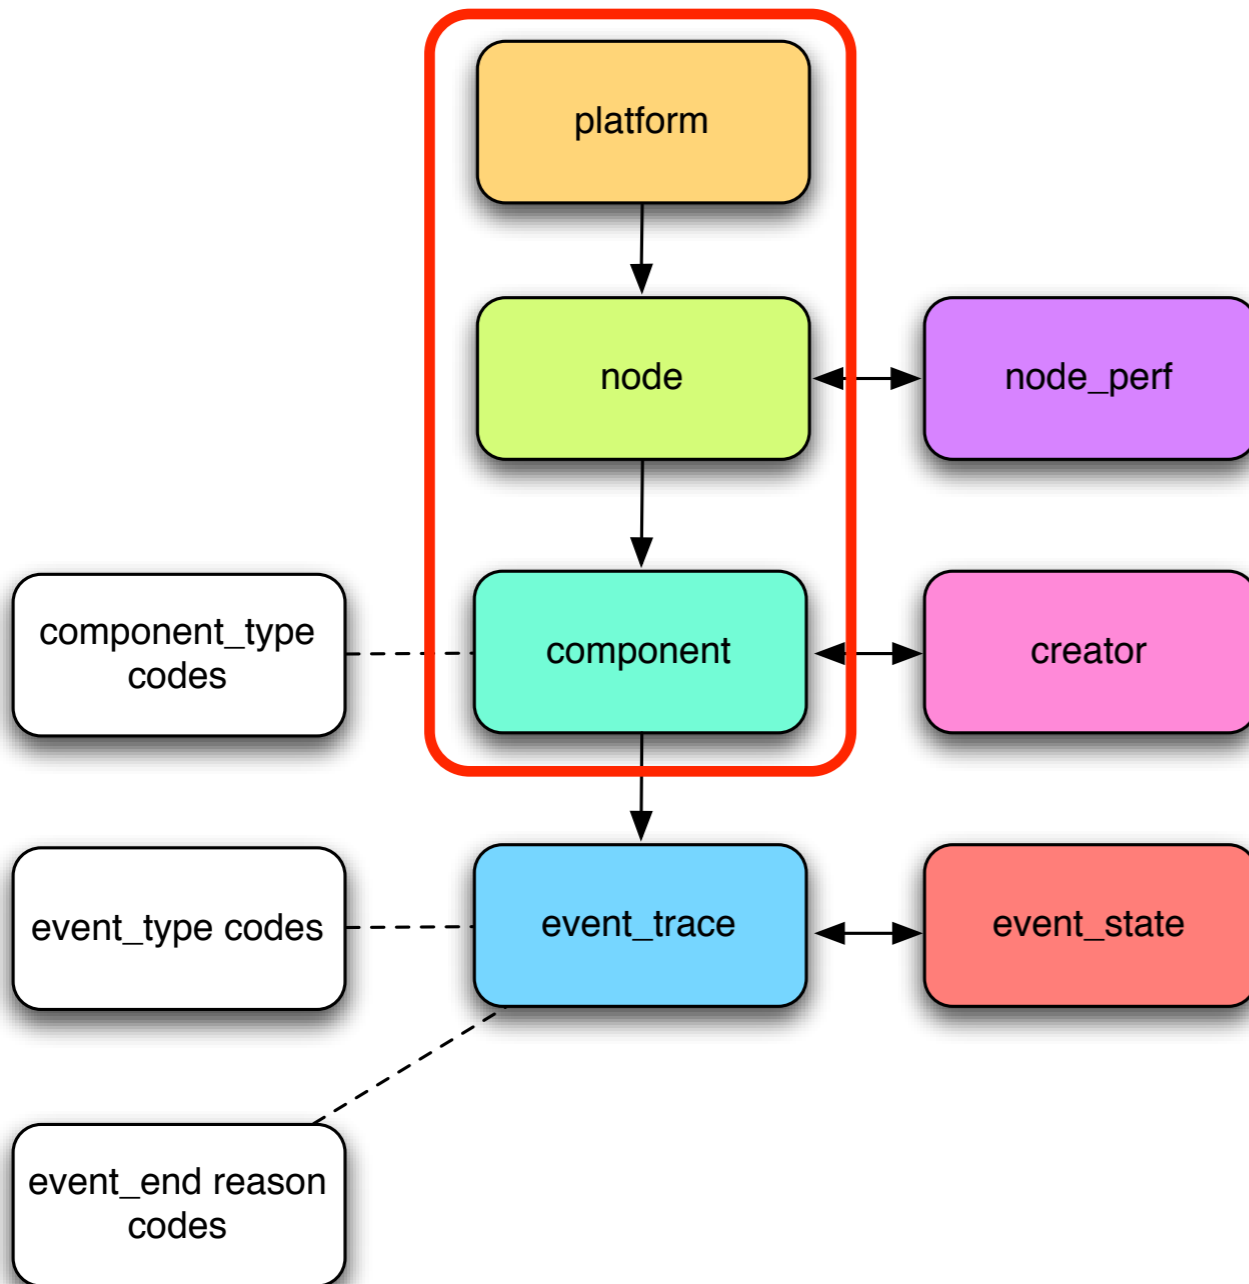 platform
node
node_perf
component_type
codes
component
creator
event_type codes
event_trace
event_state
event_end reason
codes